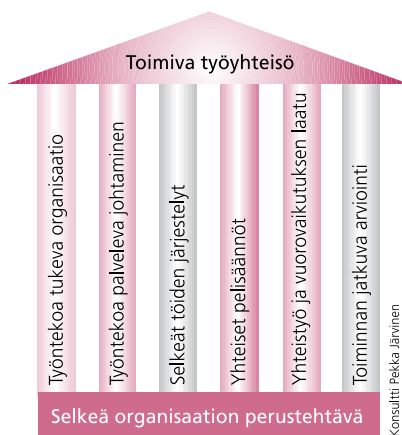 Toimiva työyhteisö
Työntekoa tukeva organisaatio
Työntekoa palveleva johtaminen
Selkeät töiden järjestelyt
Yhteiset pelisäännöt
Yhteistyö ja vuorovaikutuksen laatu
Toiminnan jatkuva arviointi
Selkeä organisaation perustehtävä
Konsultti Pekka Järvinen